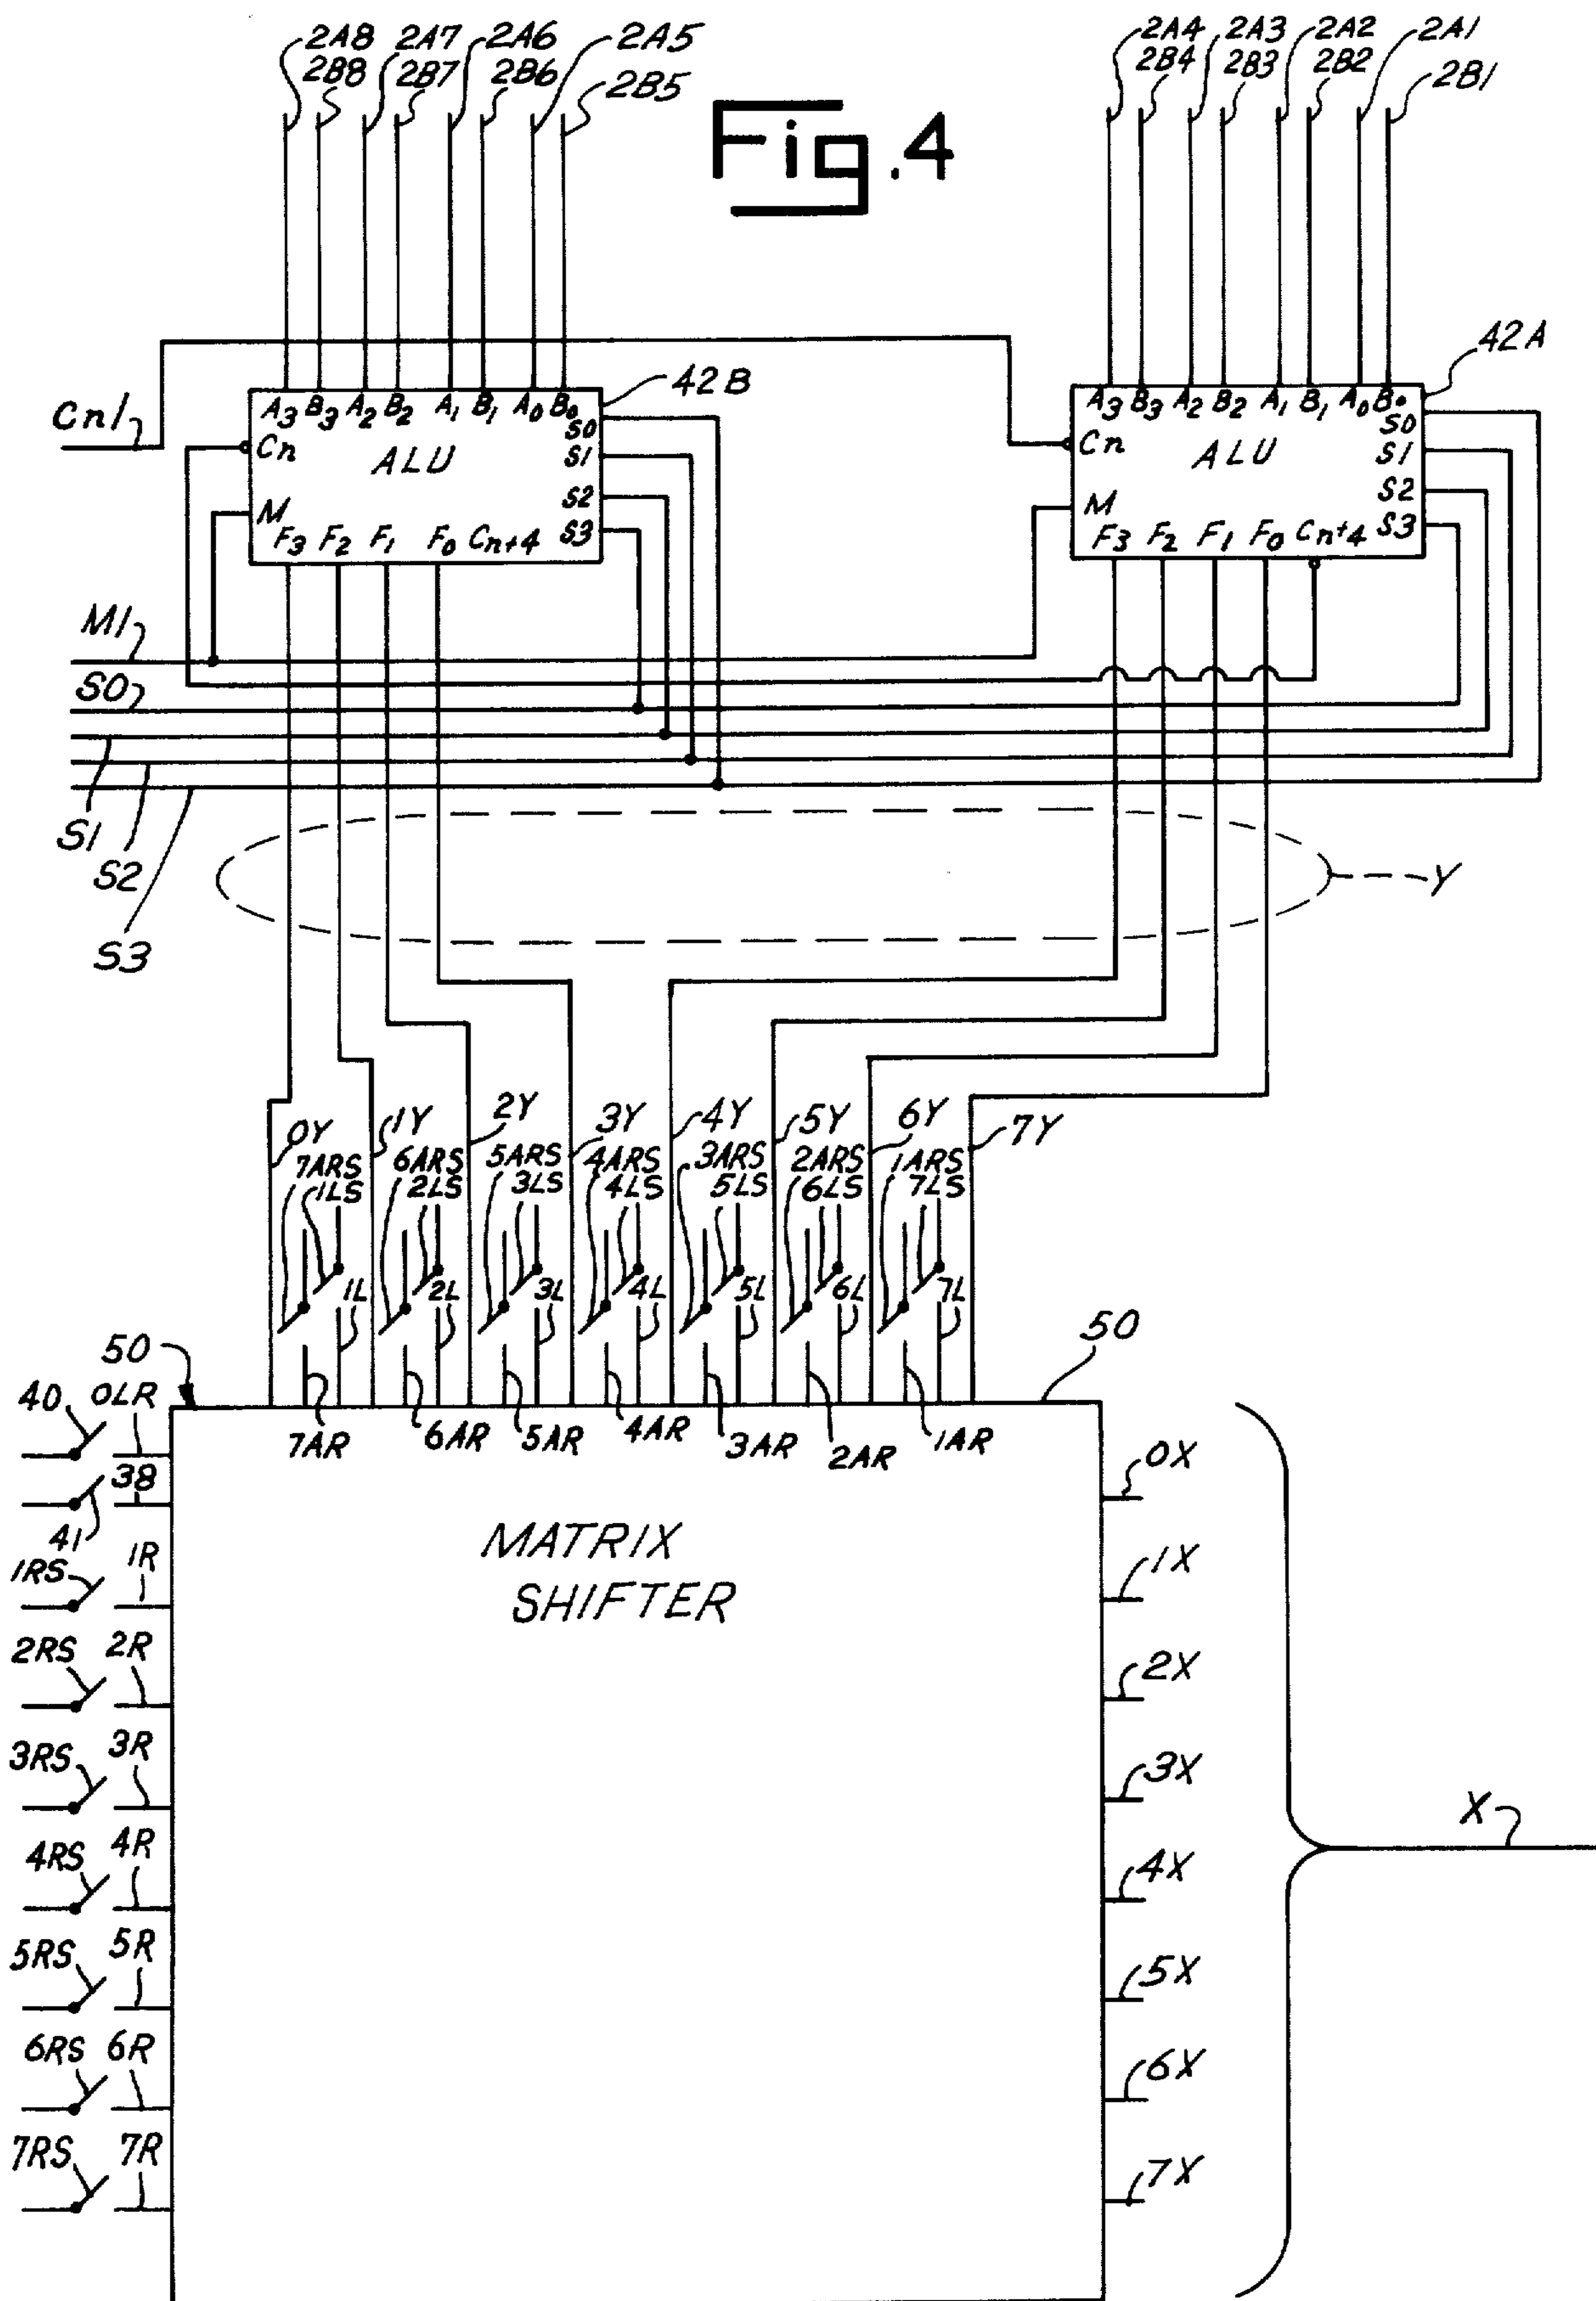 2A8 2A7 2A6 2A5 2A4 2A3 2A2 2A1
2B8 2B7 2B6 2B5 2B4 2B3 2B2 2B1
Fig.4
42B 42A
Cn1
A3 B3 A2 B2 A1 B1 A0 B0 S0
Cn ALU S1
S2
M
F3 F2 F1 F0 Cn+4 S3
A3 B3 A2 B2 A1 B1 A0 B0 S0
Cn ALU S1
S2
M
F3 F2 F1 F0 Cn+4 S3
M1
S0
S1
S2
S3
Y
0Y 1Y 2Y 3Y 4Y 5Y 6Y 7Y
7ARS 6ARS 5ARS 4ARS 3ARS 2ARS 1ARS
1LS 2LS 3LS 4LS 5LS 6LS 7LS
1L 2L 3L 4L 5L 6L 7L
50 50
40 0LR
7AR 6AR 5AR 4AR 3AR 2AR 1AR
38
41
MATRIX
SHIFTER
1RS 1R
2RS 2R
3RS 3R
4RS 4R
5RS 5R
6RS 6R
7RS 7R
0X
1X
2X
3X
4X
5X
6X
7X
X